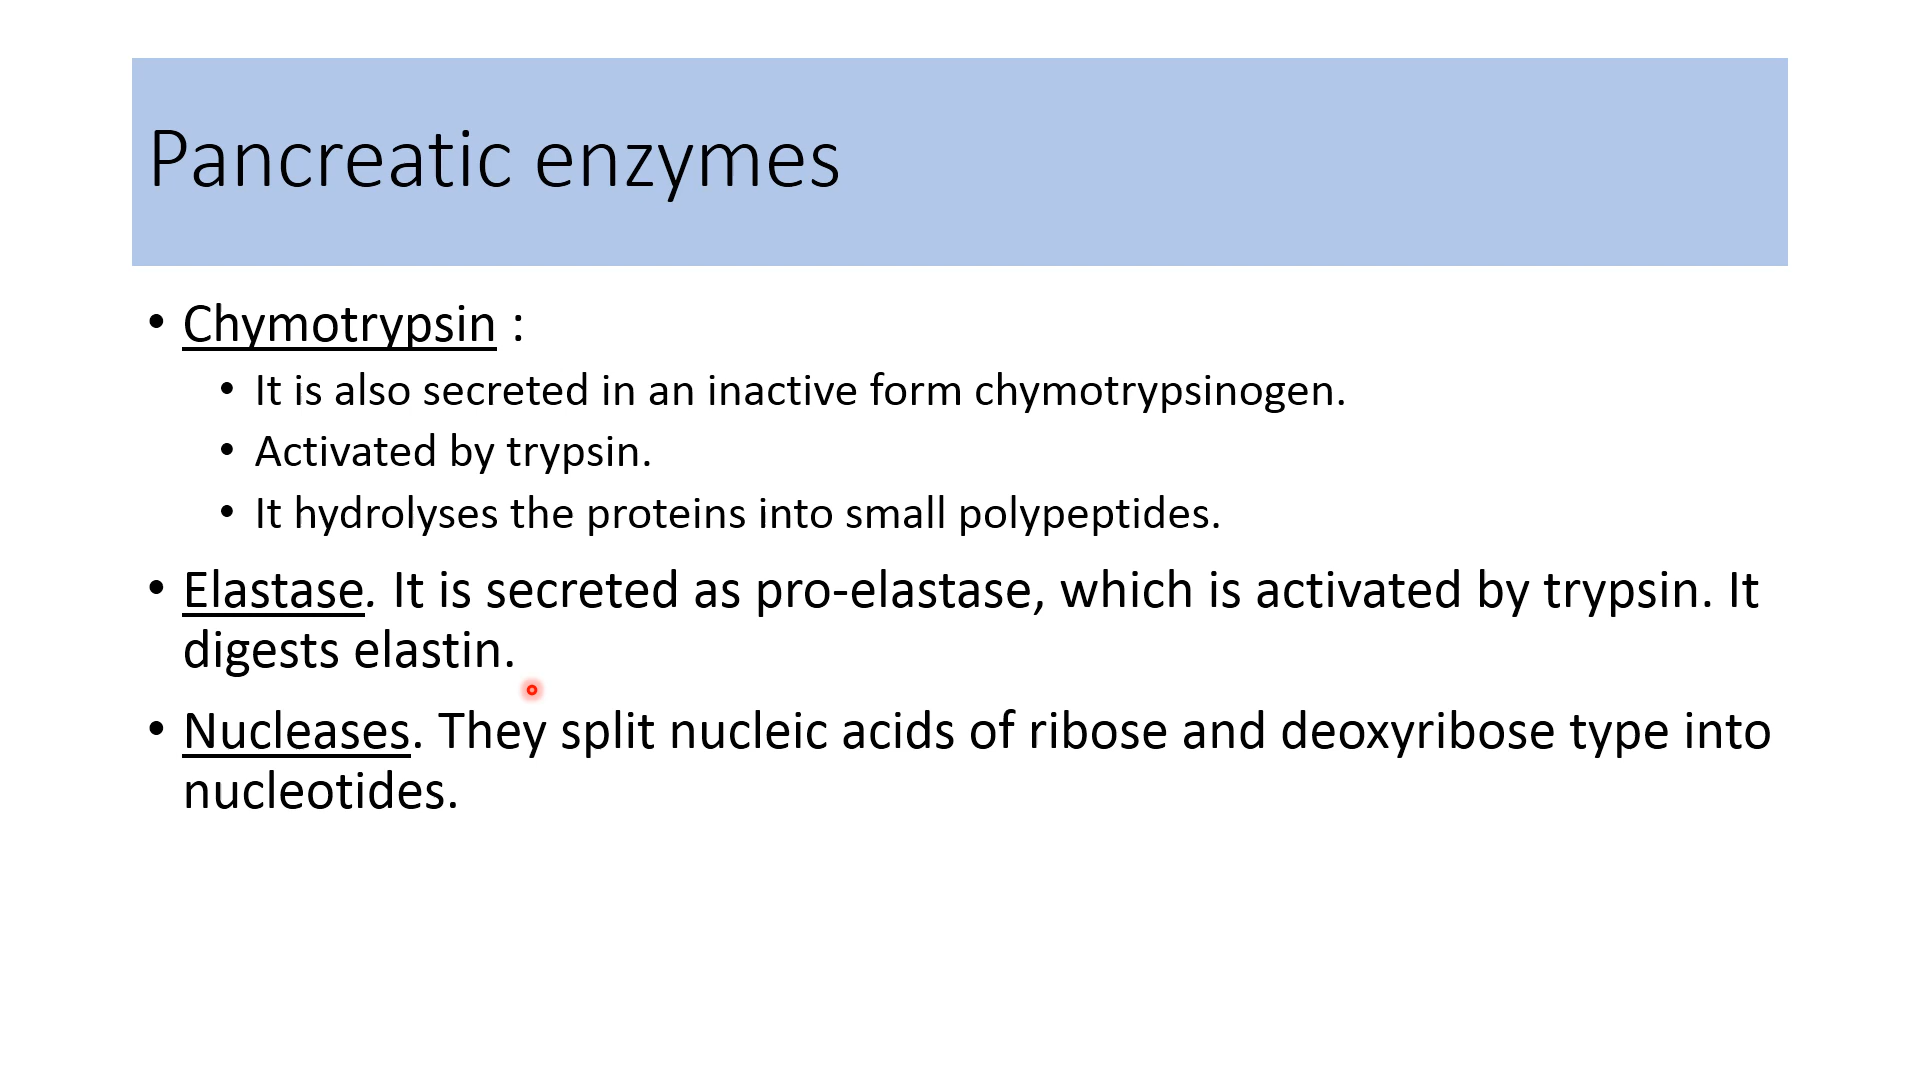 Pancreatic enzymes
• Chymotrypsin :
• It is also secreted in an inactive form chymotrypsinogen.
• Activated by trypsin.
• It hydrolyses the proteins into small polypeptides.
• Elastase. It is secreted as pro-elastase, which is activated by trypsin. It
digests elastin.
• Nucleases. They split nucleic acids of ribose and deoxyribose type into
nucleotides.